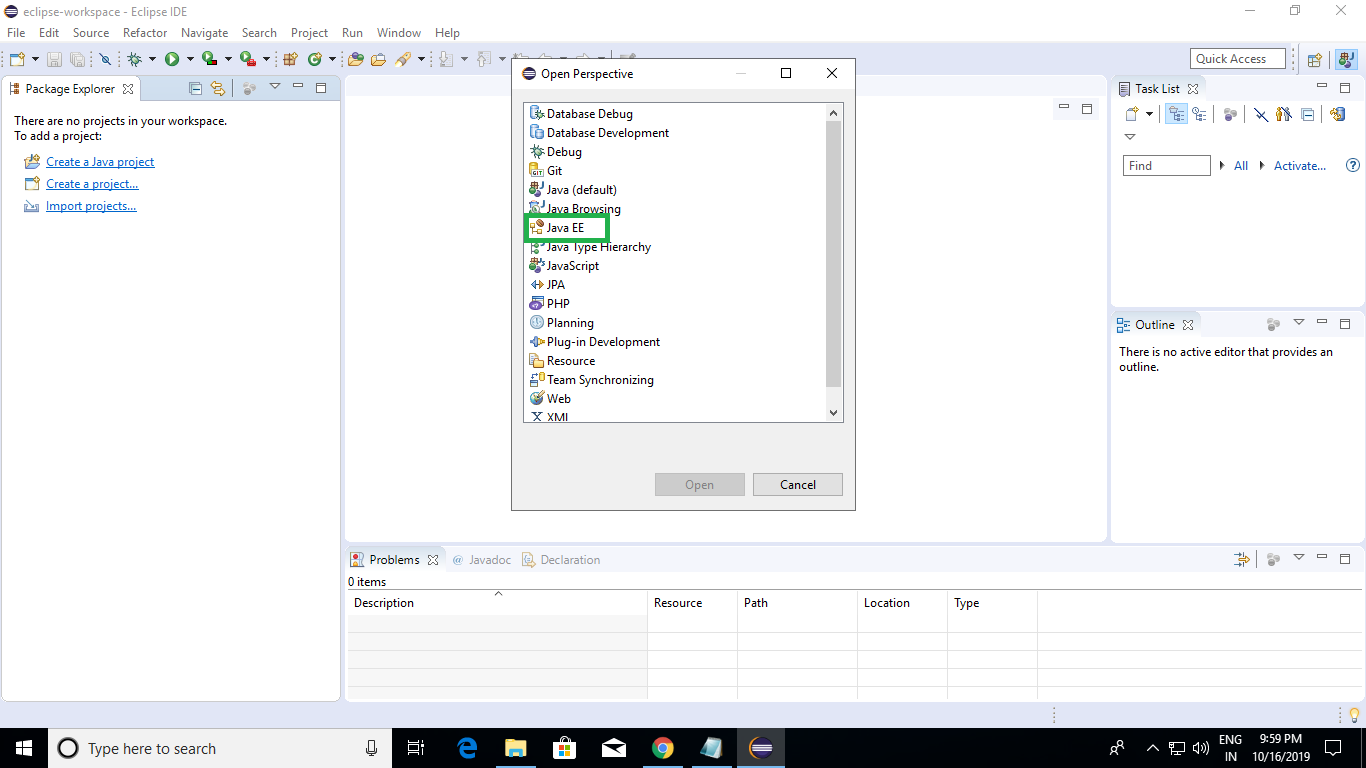 eclipse-workspace - Eclipse IDE
File Edit Source Refactor Navigate Search Project Run Window Help
Quick Access
Package Explorer
There are no projects in your workspace.
To add a project:
Create a Java project
Create a project...
Import projects...
Open Perspective
Database Debug
Database Development
Debug
Git
Java (default)
Java Browsing
Java EE
Java Type Hierarchy
JavaScript
JPA
PHP
Planning
Plug-in Development
Resource
Team Synchronizing
Web
XML
Open Cancel
Task List
Find All Activate...
Outline
There is no active editor that provides an
outline.
Problems @ Javadoc Declaration
0 items
Description Resource Path Location Type
Type here to search
ENG
IN
9:59 PM
10/16/2019